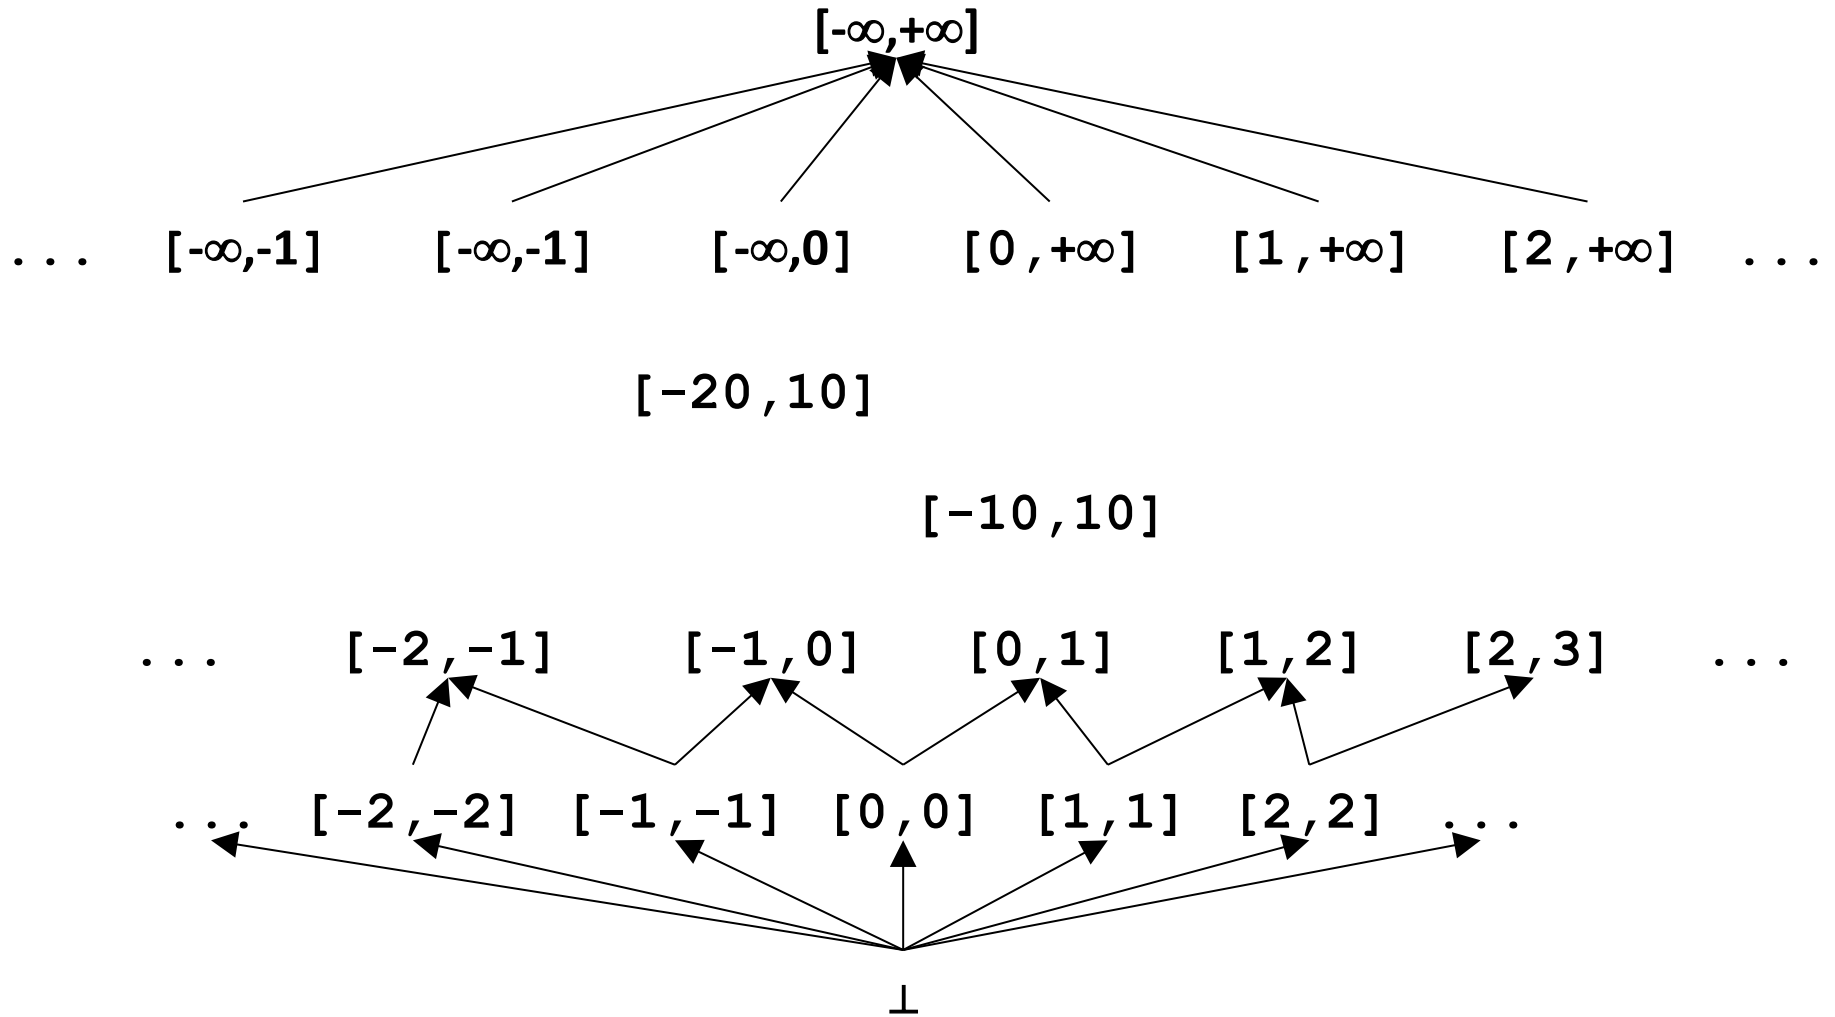 [-∞,+∞]
... [-∞,-1] [-∞,-1] [-∞,0] [0,+∞] [1,+∞] [2,+∞] ...
[-20,10]
[-10,10]
... [-2,-1] [-1,0] [0,1] [1,2] [2,3] ...
... [-2,-2] [-1,-1] [0,0] [1,1] [2,2] ...
⊥